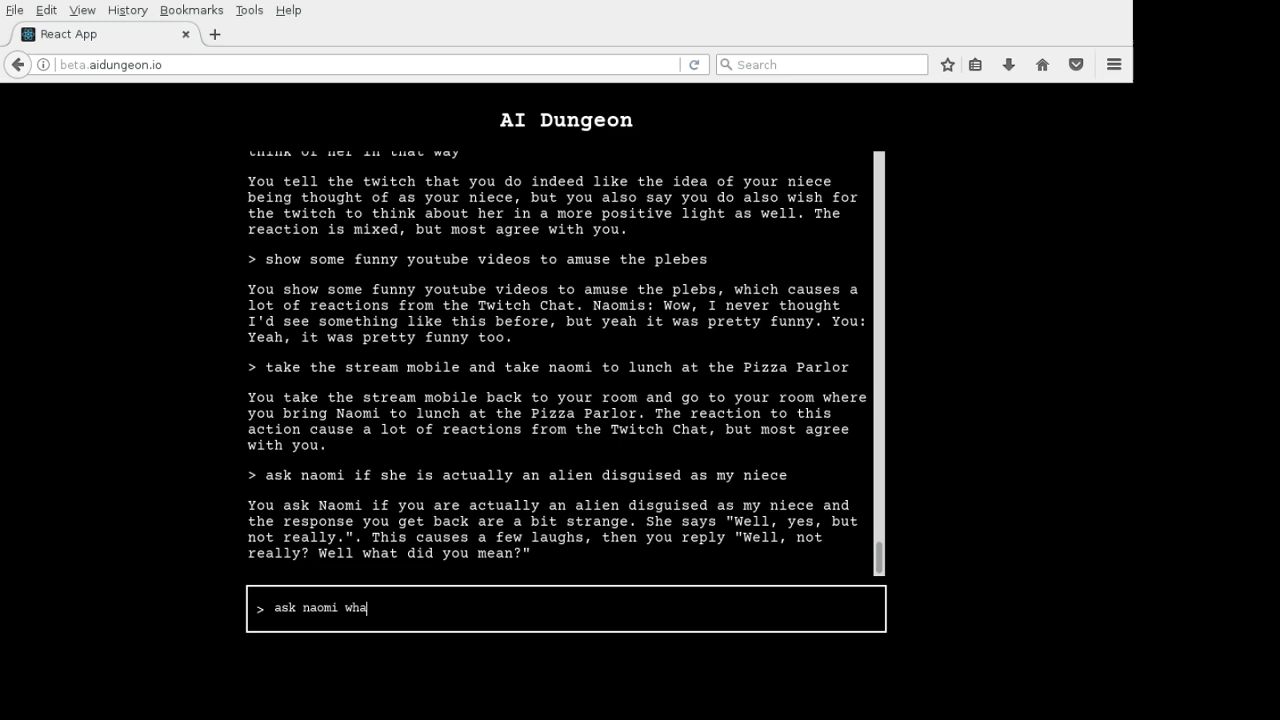 File Edit View History Bookmarks Tools Help
React App
beta.aidungeon.io
Search
AI Dungeon
think of her in that way
You tell the twitch that you do indeed like the idea of your niece
being thought of as your niece, but you also say you do also wish for
the twitch to think about her in a more positive light as well. The
reaction is mixed, but most agree with you.
> show some funny youtube videos to amuse the plebes
You show some funny youtube videos to amuse the plebs, which causes a
lot of reactions from the Twitch Chat. Naomis: Wow, I never thought
I'd see something like this before, but yeah it was pretty funny. You:
Yeah, it was pretty funny too.
> take the stream mobile and take naomi to lunch at the Pizza Parlor
You take the stream mobile back to your room and go to your room where
you bring Naomi to lunch at the Pizza Parlor. The reaction to this
action cause a lot of reactions from the Twitch Chat, but most agree
with you.
> ask naomi if she is actually an alien disguised as my niece
You ask Naomi if you are actually an alien disguised as my niece and
the response you get back are a bit strange. She says "Well, yes, but
not really.". This causes a few laughs, then you reply "Well, not
really? Well what did you mean?"
> ask naomi wha